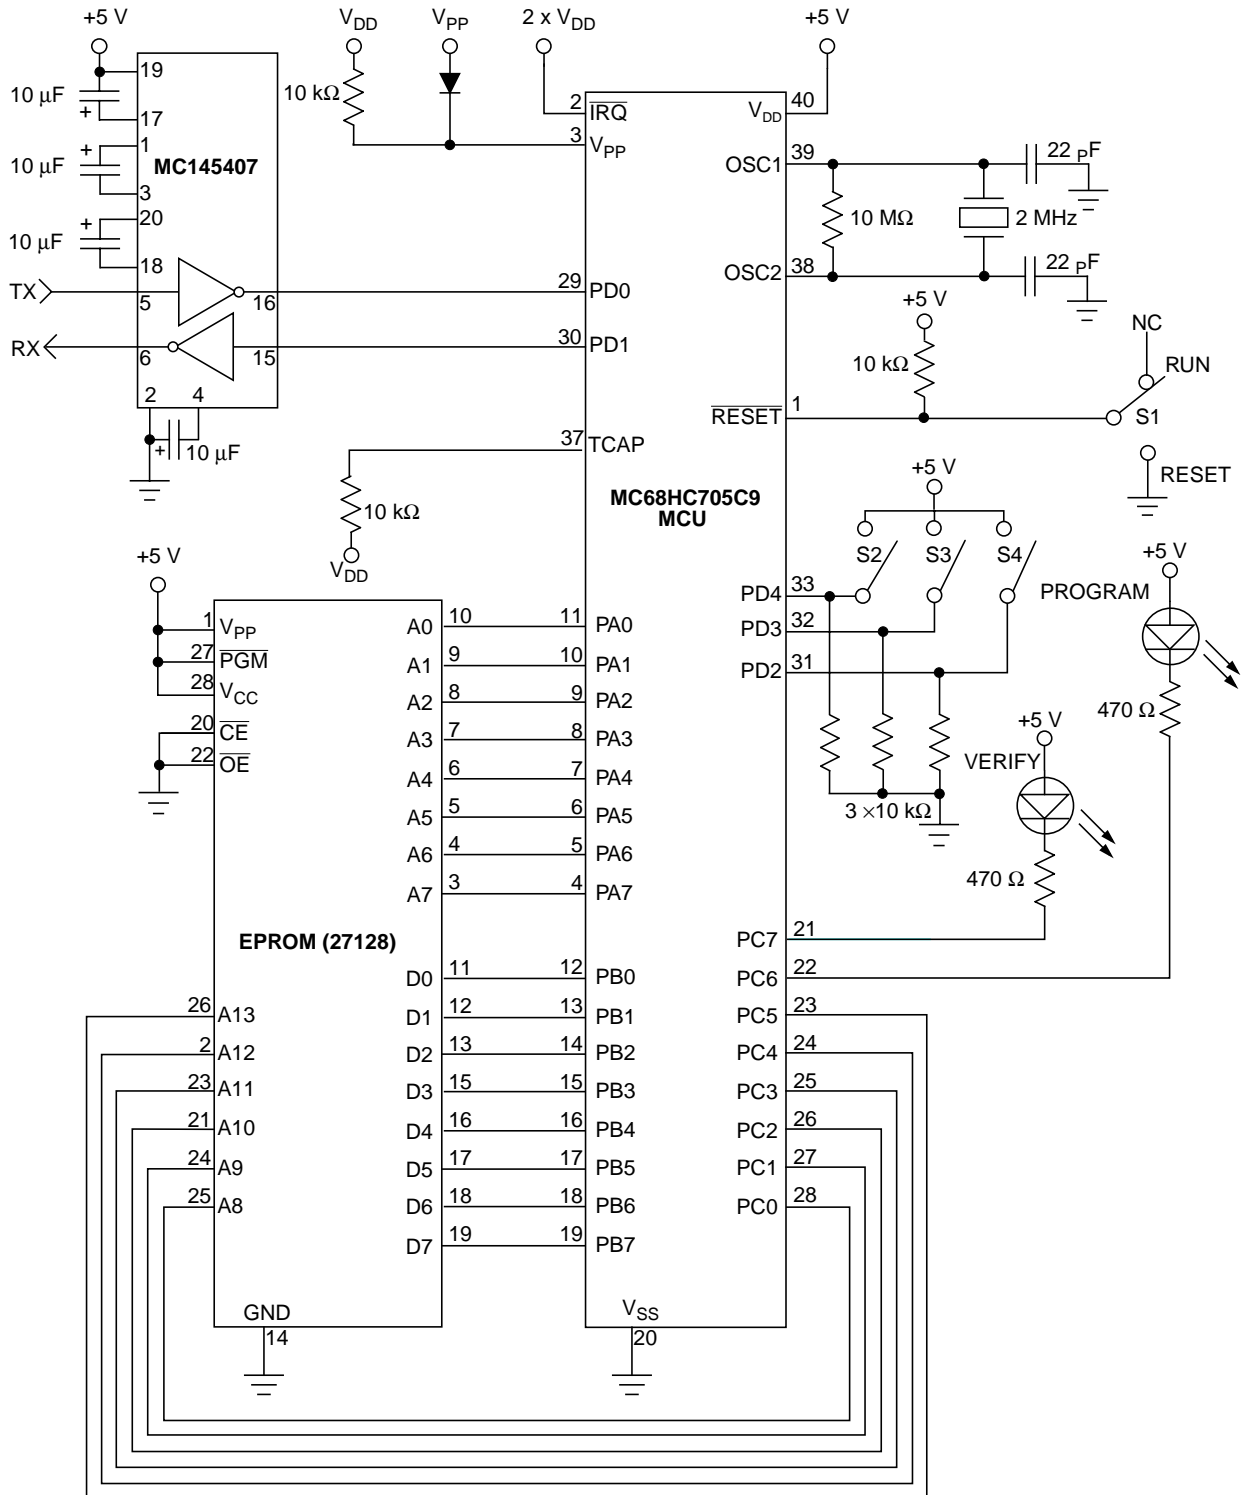 +5 V
VDD
VPP
2 x VDD
+5 V
19
10 µF
+
17
1
10 µF
+
MC145407
3
20
10 µF
+
18
TX
5
16
RX
6
15
2
4
+
10 µF
10 kΩ
2
IRQ
3
VPP
29
PD0
30
PD1
37
TCAP
10 kΩ
VDD
MC68HC705C9
MCU
40
VDD
39
OSC1
22 PF
10 MΩ
2 MHz
38
OSC2
22 PF
+5 V
10 kΩ
NC
RUN
1
RESET
S1
RESET
+5 V
S2
S3
S4
33
PD4
32
PD3
31
PD2
3 ×10 kΩ
+5 V
PROGRAM
470 Ω
+5 V
VERIFY
470 Ω
21
PC7
22
PC6
23
PC5
24
PC4
25
PC3
26
PC2
27
PC1
28
PC0
+5 V
1
VPP
27
PGM
28
VCC
20
CE
22
OE
A0 10 11 PA0
A1 9 10 PA1
A2 8 9 PA2
A3 7 8 PA3
A4 6 7 PA4
A5 5 6 PA5
A6 4 5 PA6
A7 3 4 PA7
EPROM (27128)
D0 11 12 PB0
D1 12 13 PB1
D2 13 14 PB2
D3 15 15 PB3
D4 16 16 PB4
D5 17 17 PB5
D6 18 18 PB6
D7 19 19 PB7
26
A13
2
A12
23
A11
21
A10
24
A9
25
A8
GND
14
VSS
20